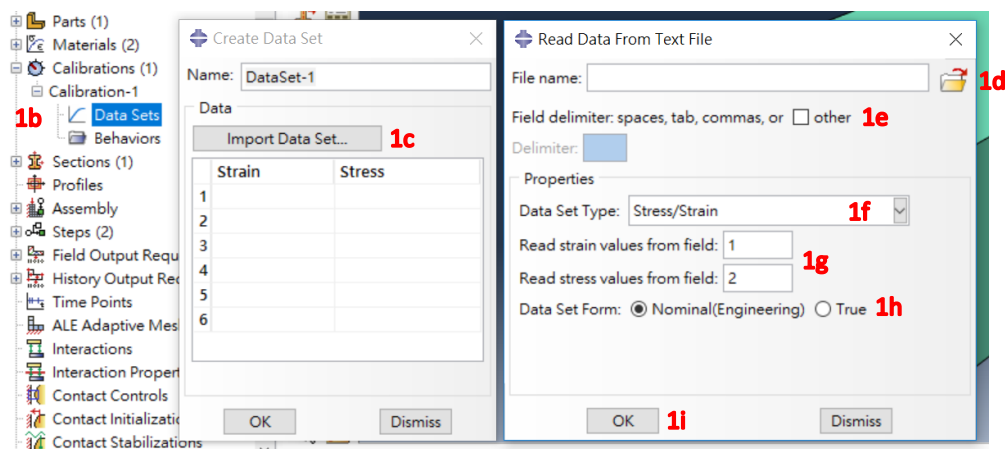 Parts (1)
Materials (2)
Calibrations (1)
Calibration-1
1b Data Sets
Behaviors
Sections (1)
Profiles
Assembly
Steps (2)
Field Output Requ
History Output Rec
Time Points
ALE Adaptive Mes
Interactions
Interaction Propert
Contact Controls
Contact Initializatio
Contact Stabilizations
Create Data Set
Name: DataSet-1
Data
Import Data Set... 1c
Strain Stress
1
2
3
4
5
6
OK Dismiss
Read Data From Text File
File name: 1d
Field delimiter: spaces, tab, commas, or other 1e
Delimiter:
Properties
Data Set Type: Stress/Strain 1f
Read strain values from field: 1
1g
Read stress values from field: 2
Data Set Form: Nominal(Engineering) True 1h
OK 1i Dismiss